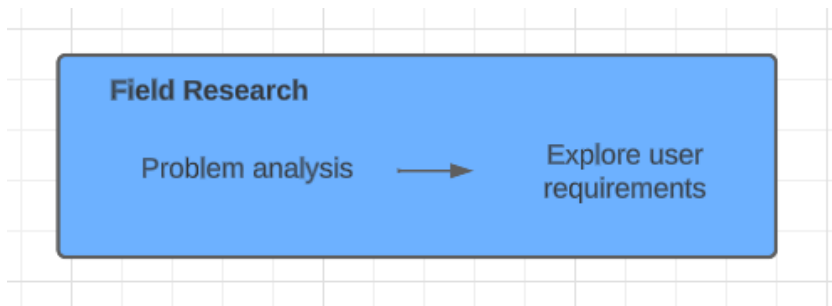 Field Research
Problem analysis
Explore user
requirements